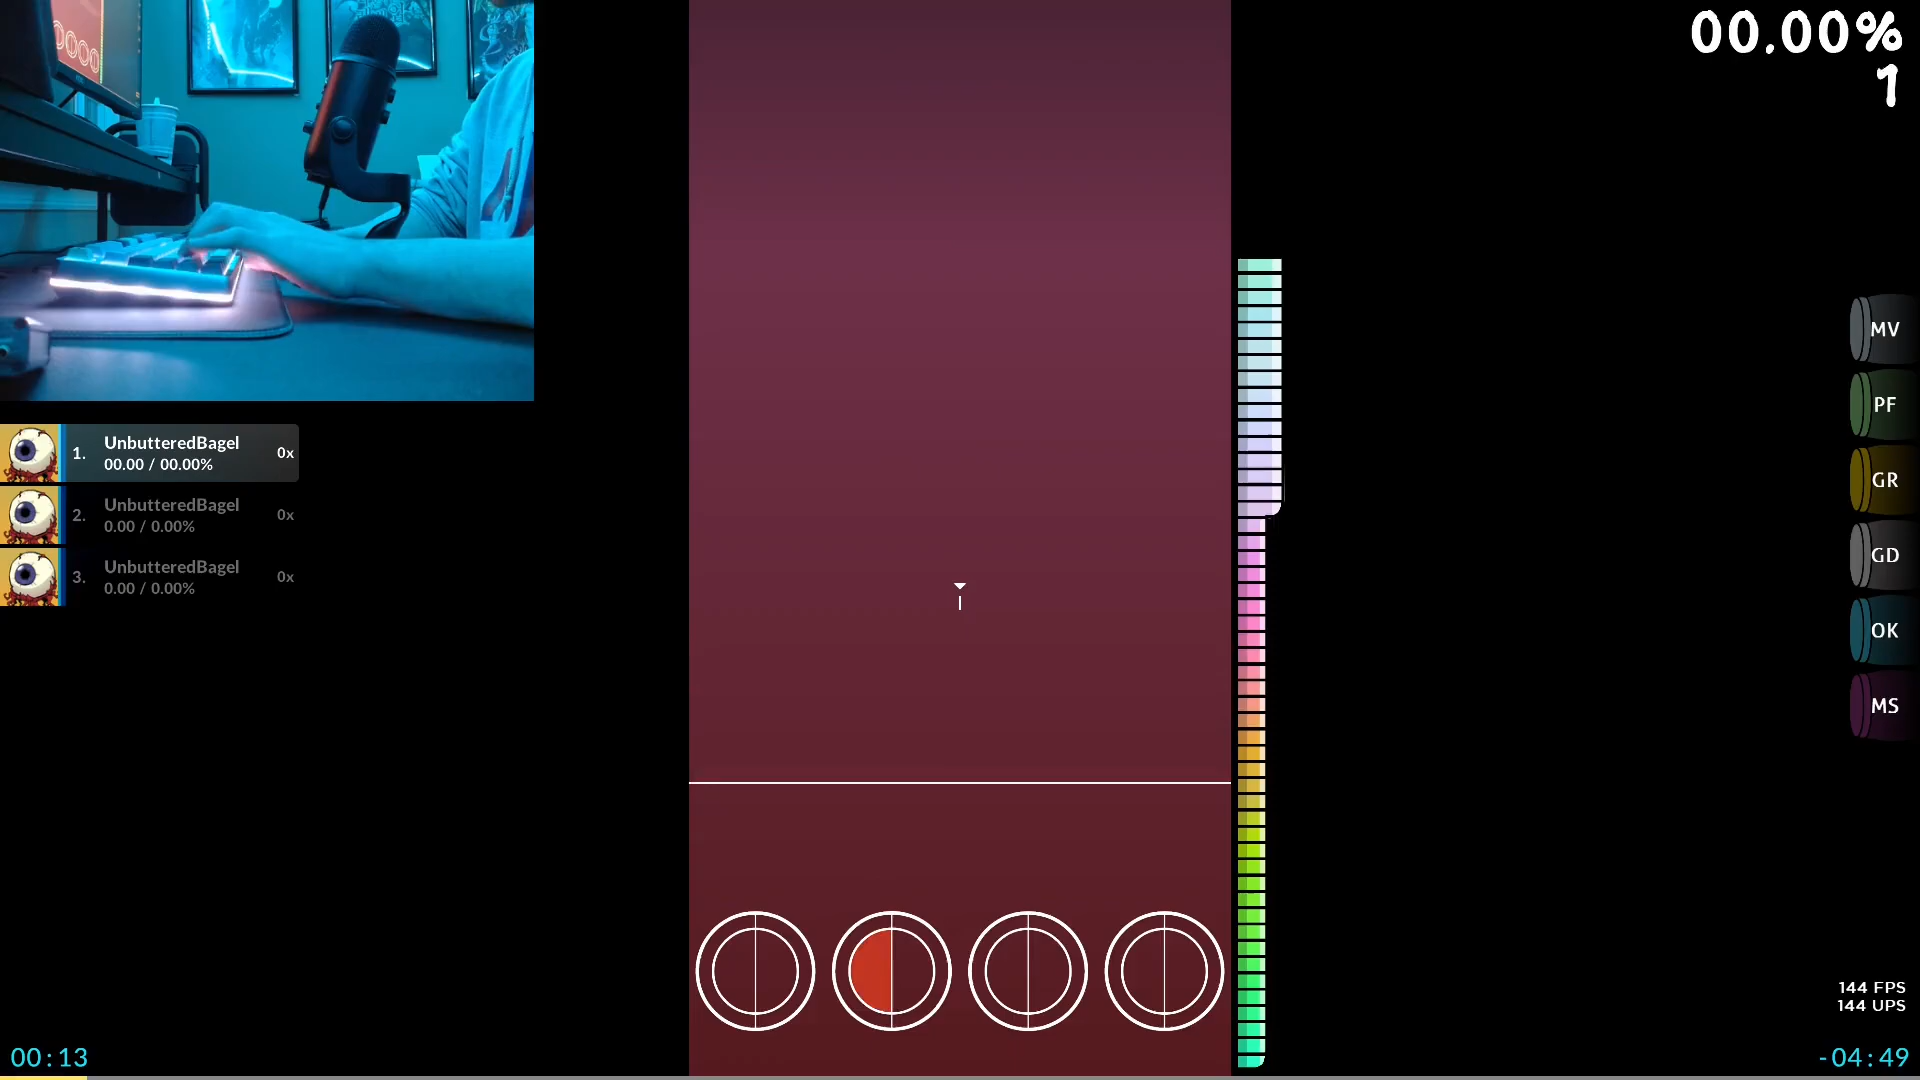 00.00%
1
1. UnbutteredBagel
00.00 / 00.00% 0x
2. UnbutteredBagel
0.00 / 0.00% 0x
3. UnbutteredBagel
0.00 / 0.00% 0x
MV
PF
GR
GD
OK
MS
144 FPS
144 UPS
00:13
-04:49